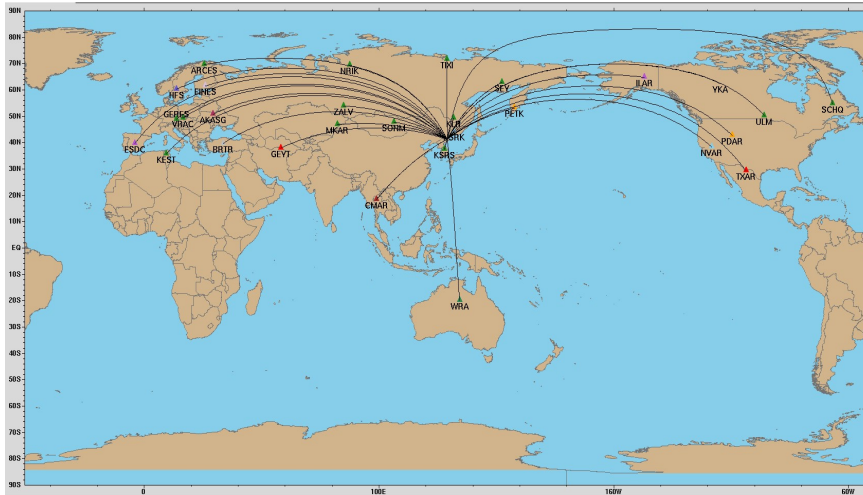 90N
80N
70N
60N
50N
40N
30N
20N
10N
EQ
10S
20S
30S
40S
50S
60S
70S
80S
90S
0
100E
160W
60W
ARCES
NRIK
TIXI
HFS
FINES
SEY
ILAR
YKA
SCHQ
GERES
VRAC
AKASG
ZALV
SONM
MKAR
KLR
PETK
ULM
ESDC
KEST
BRTR
GEYT
KSRS
PDAR
NVAR
TXAR
CMAR
WRA